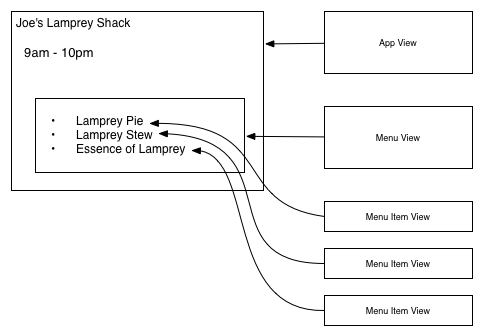 Joe's Lamprey Shack
9am - 10pm
• Lamprey Pie
• Lamprey Stew
• Essence of Lamprey
App View
Menu View
Menu Item View
Menu Item View
Menu Item View